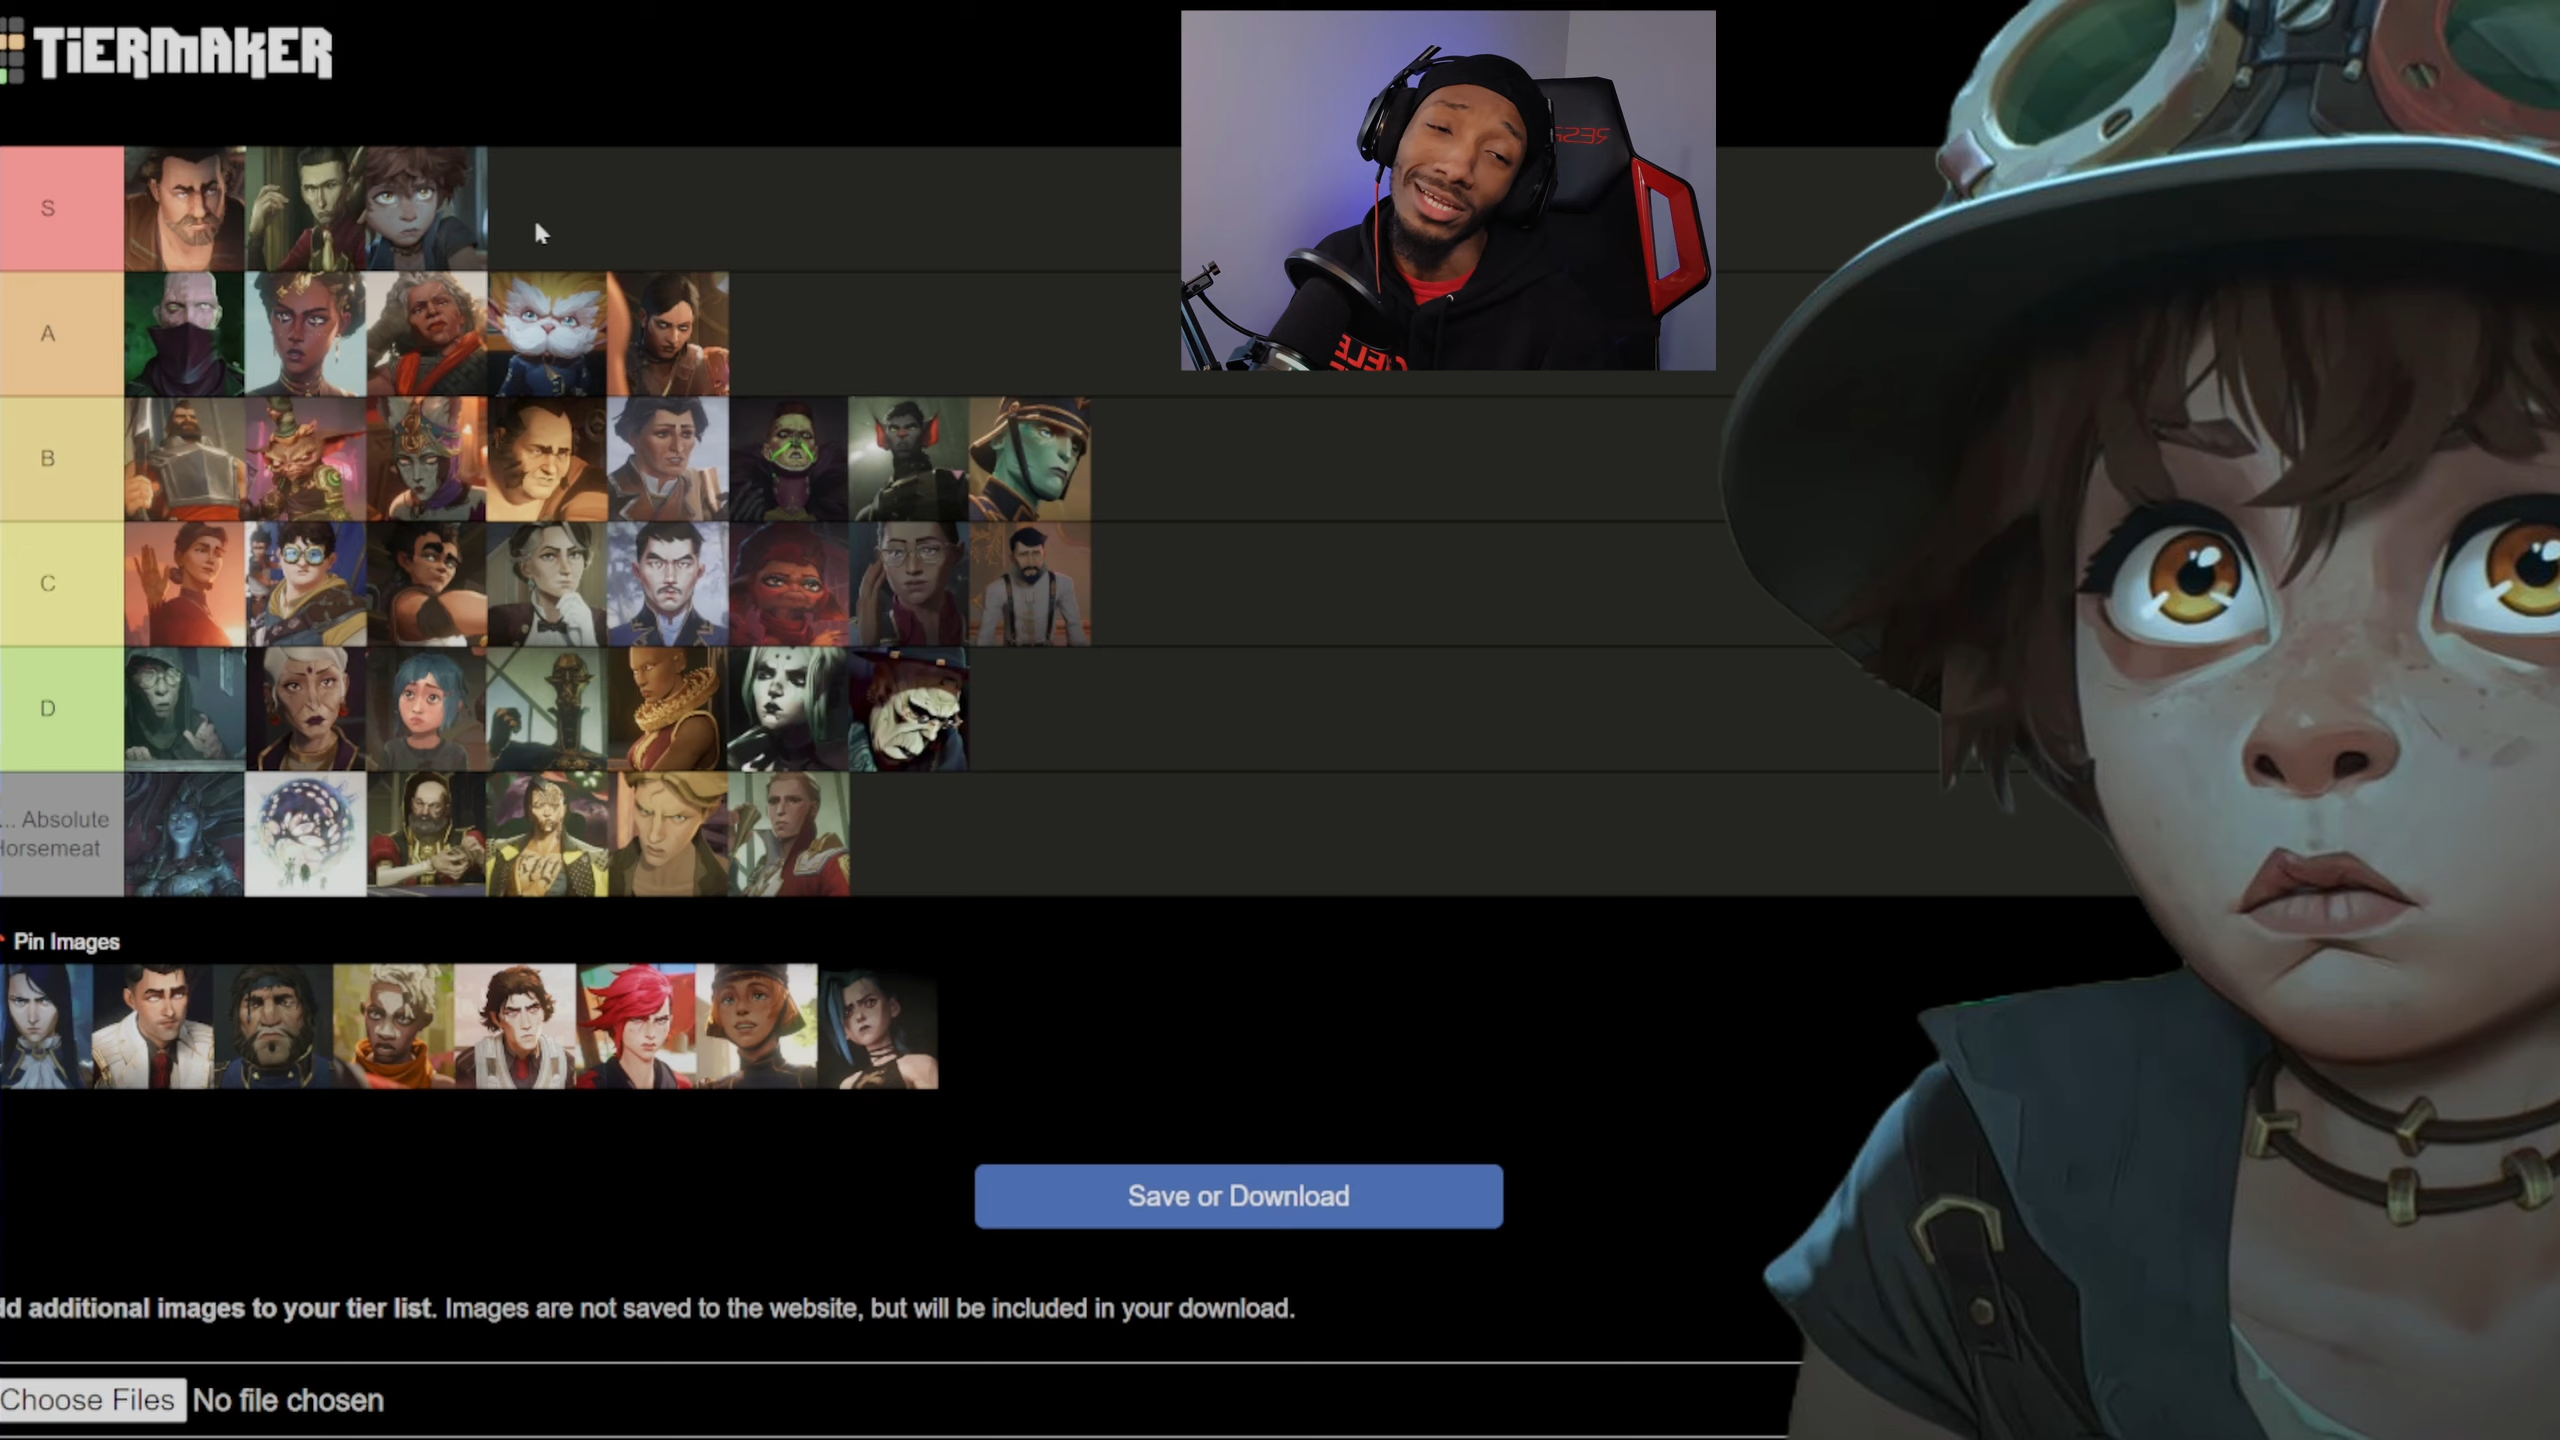 TiERMAKER
S
A
B
C
D
... Absolute
Horsemeat
Pin Images
Save or Download
dd additional images to your tier list. Images are not saved to the website, but will be included in your download.
Choose Files No file chosen